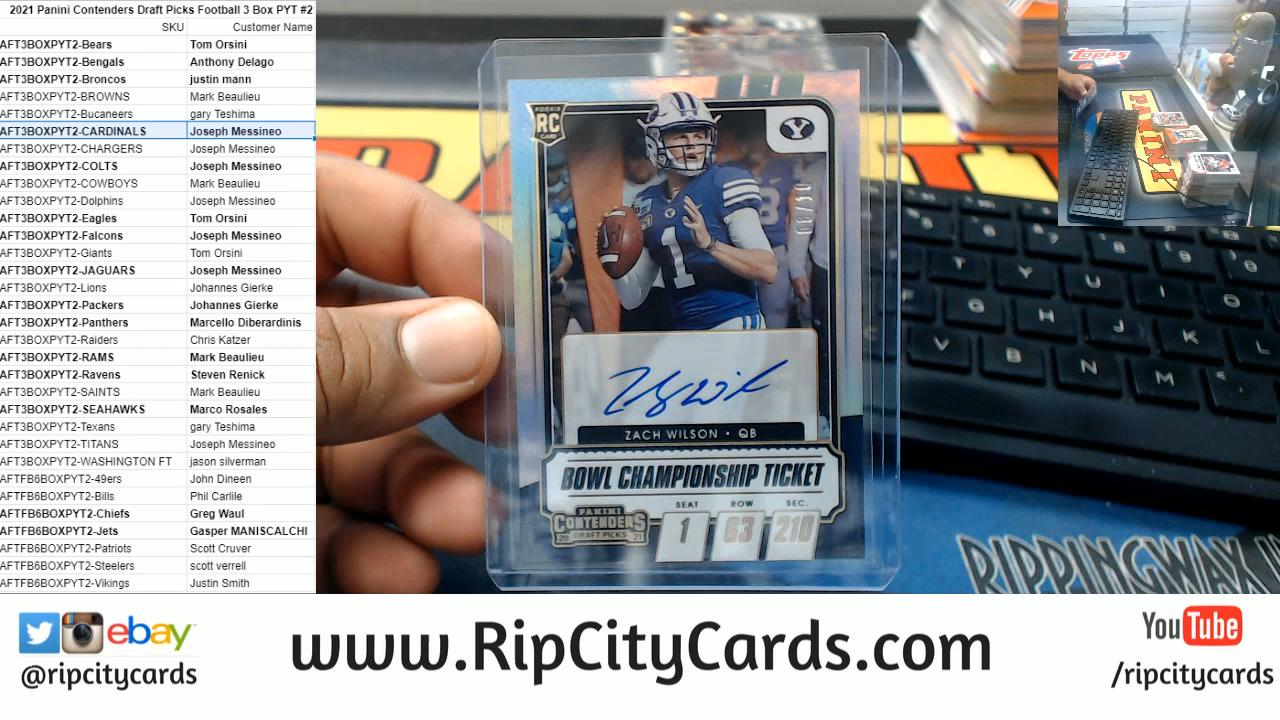 2021 Panini Contenders Draft Picks Football 3 Box PYT #2
SKU Customer Name
AFT3BOXPYT2-Bears Tom Orsini
AFT3BOXPYT2-Bengals Anthony Delago
AFT3BOXPYT2-Broncos justin mann
AFT3BOXPYT2-BROWNS Mark Beaulieu
AFT3BOXPYT2-Bucaneers gary Teshima
AFT3BOXPYT2-CARDINALS Joseph Messineo
AFT3BOXPYT2-CHARGERS Joseph Messineo
AFT3BOXPYT2-COLTS Joseph Messineo
AFT3BOXPYT2-COWBOYS Mark Beaulieu
AFT3BOXPYT2-Dolphins Joseph Messineo
AFT3BOXPYT2-Eagles Tom Orsini
AFT3BOXPYT2-Falcons Joseph Messineo
AFT3BOXPYT2-Giants Tom Orsini
AFT3BOXPYT2-JAGUARS Joseph Messineo
AFT3BOXPYT2-Lions Johannes Gierke
AFT3BOXPYT2-Packers Johannes Gierke
AFT3BOXPYT2-Panthers Marcello Diberardinis
AFT3BOXPYT2-Raiders Chris Katzer
AFT3BOXPYT2-RAMS Mark Beaulieu
AFT3BOXPYT2-Ravens Steven Renick
AFT3BOXPYT2-SAINTS Mark Beaulieu
AFT3BOXPYT2-SEAHAWKS Marco Rosales
AFT3BOXPYT2-Texans gary Teshima
AFT3BOXPYT2-TITANS Joseph Messineo
AFT3BOXPYT2-WASHINGTON FT jason silverman
AFTFB6BOXPYT2-49ers John Dineen
AFTFB6BOXPYT2-Bills Phil Carlile
AFTFB6BOXPYT2-Chiefs Greg Waul
AFTFB6BOXPYT2-Jets Gasper MANISCALCHI
AFTFB6BOXPYT2-Patriots Scott Cruver
AFTFB6BOXPYT2-Steelers scott verrell
AFTFB6BOXPYT2-Vikings Justin Smith
ROOKIE
RC
CARD
Y
1
ZACH WILSON • QB
BOWL CHAMPIONSHIP TICKET
SEAT ROW SEC.
1 63 210
PANINI
CONTENDERS
20 DRAFT PICKS 21
topps
PANINI
T Y U
G H J
V B N M
RIPPINGWAX
ebay
@ripcitycards
www.RipCityCards.com
YouTube
/ripcitycards